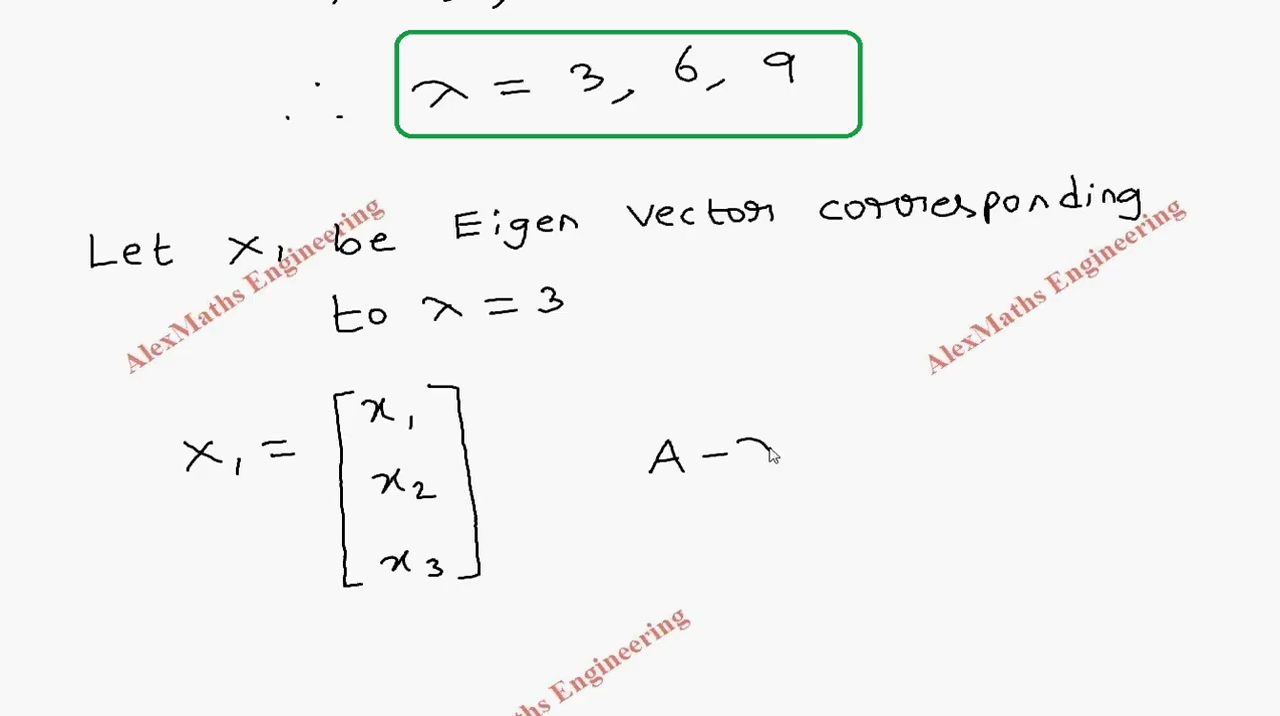 ∴ λ = 3, 6, 9
Let X₁ be Eigen vector corresponding
to λ = 3
AlexMaths Engineering
AlexMaths Engineering
X₁ = [x₁
x₂
x₃]
A -
Engineering